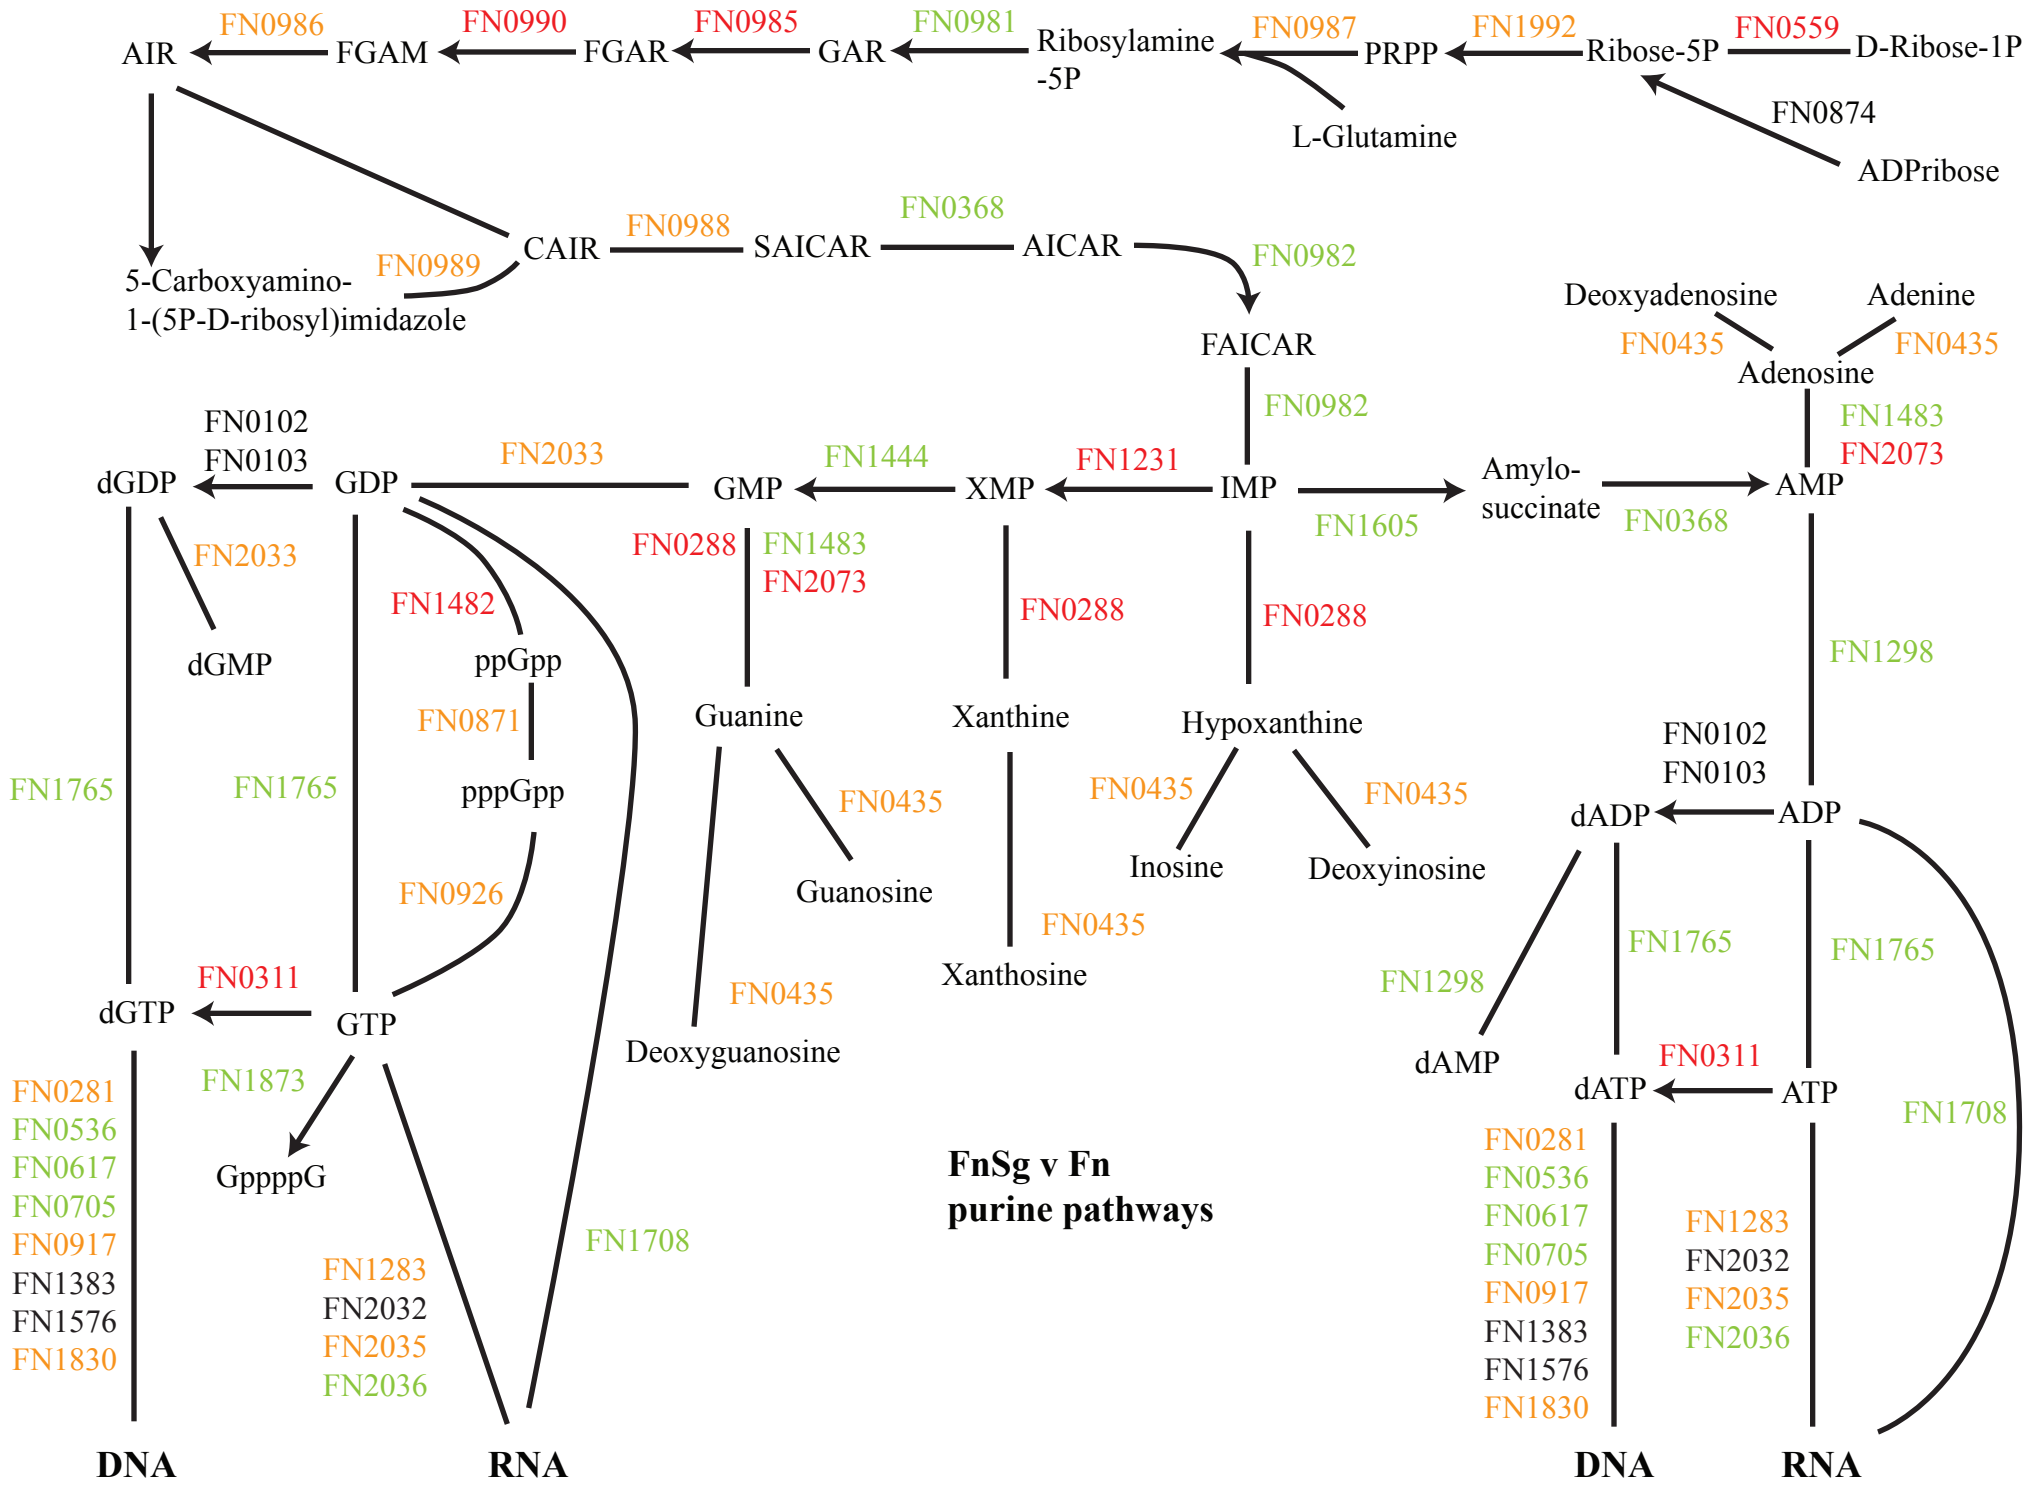 FN0986
FN0990
FN0985
FN0981
FN0987
FN1992
FN0559
AIR
FGAM
FGAR
GAR
Ribosylamine
-5P
PRPP
Ribose-5P
D-Ribose-1P
L-Glutamine
FN0874
ADPribose
FN0989
CAIR
FN0988
SAICAR
FN0368
AICAR
FN0982
5-Carboxyamino-
1-(5P-D-ribosyl)imidazole
FAICAR
FN0982
Deoxyadenosine
Adenine
FN0435
FN0435
Adenosine
FN1483
FN2073
FN0102
FN0103
dGDP
GDP
FN2033
GMP
FN1444
XMP
FN1231
IMP
FN1605
Amylo-
succinate
FN0368
AMP
FN2033
dGMP
FN1482
ppGpp
FN0871
pppGpp
FN0926
FN1765
FN1765
FN0288
FN1483
FN2073
FN0288
FN0288
FN1298
Guanine
Xanthine
Hypoxanthine
FN0435
FN0435
FN0435
Guanosine
Inosine
Deoxyinosine
FN0435
FN0435
Xanthosine
Deoxyguanosine
FN0102
FN0103
dADP
ADP
FN1298
FN1765
FN1765
dAMP
FN0311
dATP
ATP
FN1708
FN0311
dGTP
GTP
FN1873
GppppG
FN0281
FN0536
FN0617
FN0705
FN0917
FN1383
FN1576
FN1830
FN1283
FN2032
FN2035
FN2036
FN1708
FnSg v Fn
purine pathways
FN0281
FN0536
FN0617
FN0705
FN0917
FN1383
FN1576
FN1830
FN1283
FN2032
FN2035
FN2036
DNA
RNA
DNA
RNA